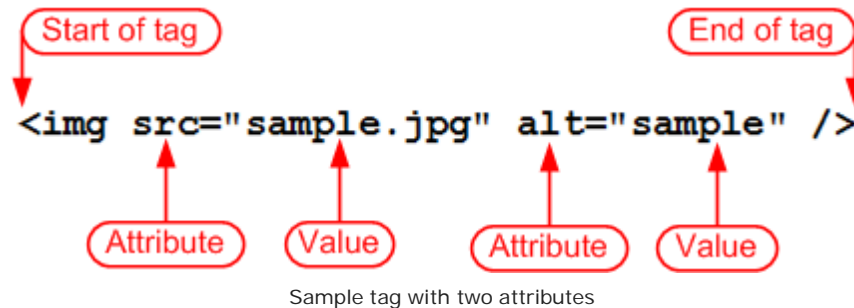 Start of tag End of tag
<img src="sample.jpg" alt="sample" />
Attribute Value Attribute Value
Sample tag with two attributes